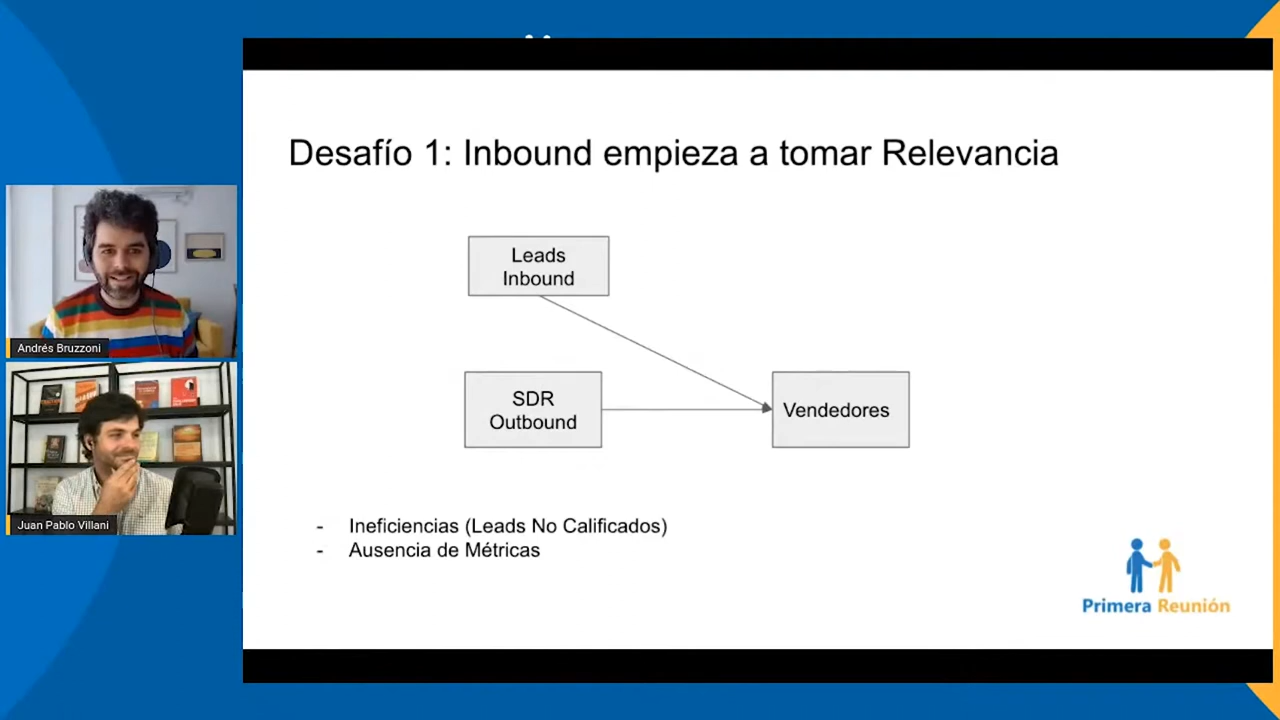 Desafío 1: Inbound empieza a tomar Relevancia
Leads
Inbound
SDR
Outbound
Vendedores
- Ineficiencias (Leads No Calificados)
- Ausencia de Métricas
Primera Reunión
Andrés Bruzzoni
Juan Pablo Villani